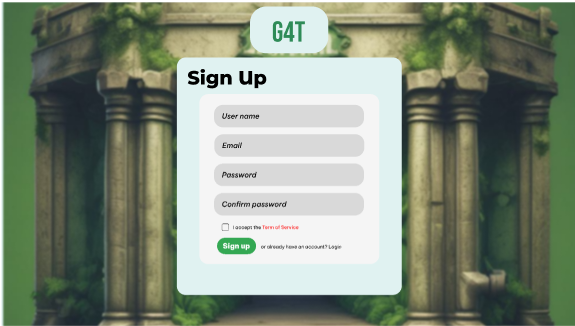 G4T
Sign Up
User name
Email
Password
Confirm password
I accept the Term of Service
Sign up or already have an account? Login